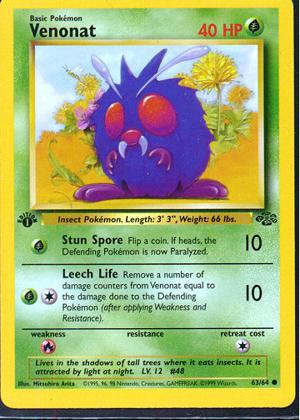 Basic Pokémon
Venonat
40 HP
Insect Pokémon. Length: 3' 3", Weight: 66 lbs.
EDITION
1
Stun Spore Flip a coin. If heads, the
Defending Pokémon is now Paralyzed.
10
Leech Life Remove a number of
damage counters from Venonat equal to
the damage done to the Defending
Pokémon (after applying Weakness and
Resistance).
10
weakness
resistance
retreat cost
Lives in the shadows of tall trees where it eats insects. It is
attracted by light at night. LV. 12 #48
Illus. Mitsuhiro Arita
©1995, 96, 98 Nintendo, Creatures, GAMEFREAK. ©1999 Wizards.
63/64